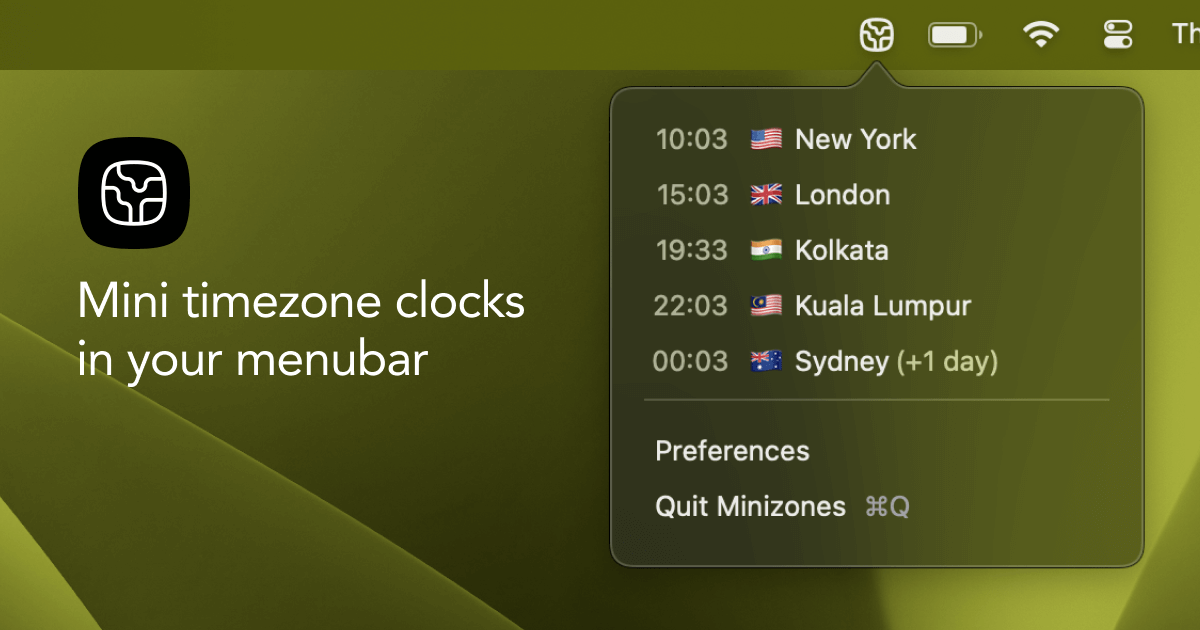 Th
10:03 New York
15:03 London
19:33 Kolkata
22:03 Kuala Lumpur
00:03 Sydney (+1 day)
Preferences
Quit Minizones ⌘Q
Mini timezone clocks
in your menubar